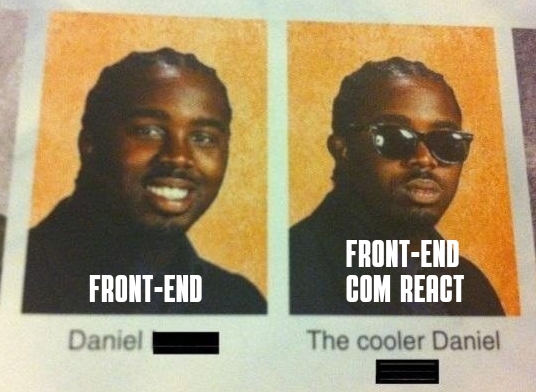 FRONT-END
FRONT-END
COM REACT
Daniel
The cooler Daniel